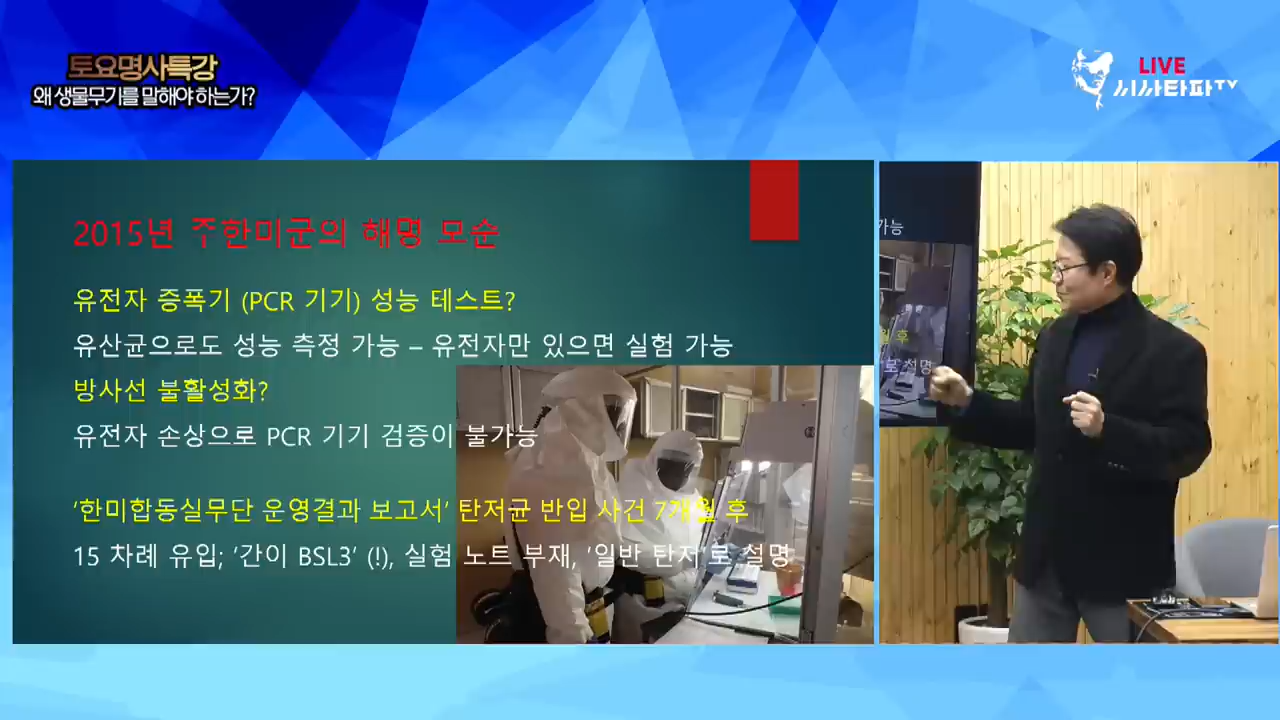 토요명사특강
왜 생물무기를 말해야 하는가?
LIVE
시사타파TV
2015년 주한미군의 해명 모순
유전자 증폭기 (PCR 기기) 성능 테스트?
유산균으로도 성능 측정 가능 – 유전자만 있으면 실험 가능
방사선 불활성화?
유전자 손상으로 PCR 기기 검증이 불가능
‘한미합동실무단 운영결과 보고서’ 탄저균 반입 사건 7개월 후
15 차례 유입; ‘간이 BSL3’ (!), 실험 노트 부재, ‘일반 탄저’로 설명
가능
월 후
로 설명